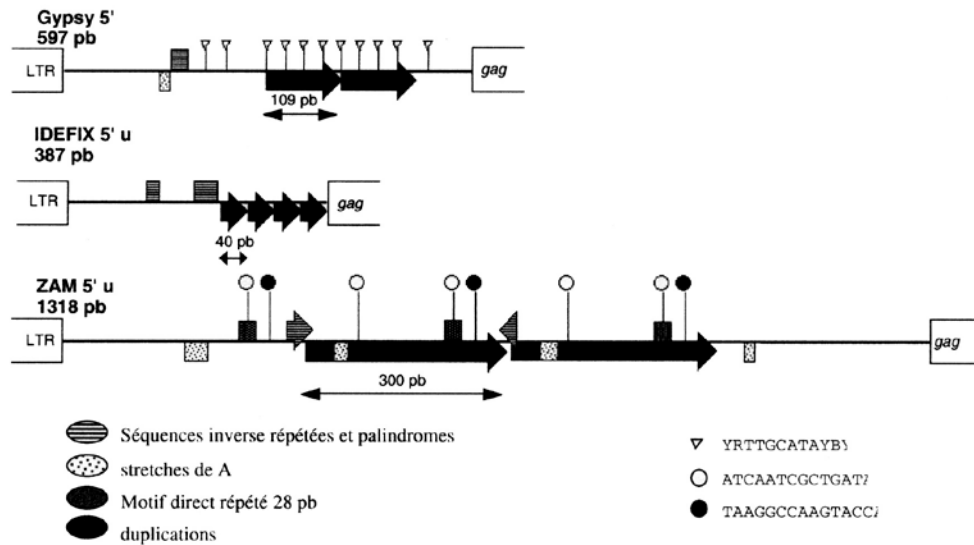 Gypsy 5'
597 pb
LTR
gag
109 pb
IDEFIX 5' u
387 pb
LTR
gag
40 pb
ZAM 5' u
1318 pb
LTR
gag
300 pb
Séquences inverse répétées et palindromes
stretches de A
Motif direct répété 28 pb
duplications
YRTTGCATAYB
ATCAATCGCTGAT
TAAGGCCAAGTACC